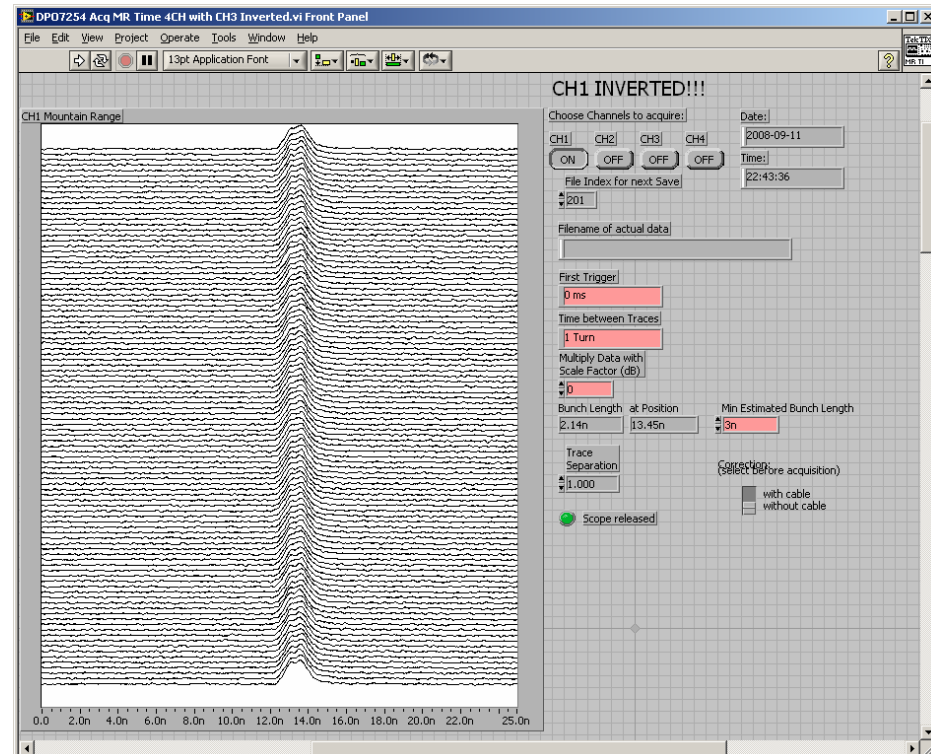 DPO7254 Acq MR Time 4CH with CH3 Inverted.vi Front Panel
File Edit View Project Operate Tools Window Help
13pt Application Font
?
MR TI
CH1 INVERTED!!!
CH1 Mountain Range
Choose Channels to acquire:
CH1 CH2 CH3 CH4
ON OFF OFF OFF
Date:
2008-09-11
Time:
22:43:36
File Index for next Save
201
Filename of actual data
First Trigger
0 ms
Time between Traces
1 Turn
Multiply Data with
Scale Factor (dB)
0
Bunch Length at Position Min Estimated Bunch Length
2.14n 13.45n 3n
Trace
Separation
1.000
Correction:
(select before acquisition)
with cable
without cable
Scope released
0.0 2.0n 4.0n 6.0n 8.0n 10.0n 12.0n 14.0n 16.0n 18.0n 20.0n 22.0n 25.0n